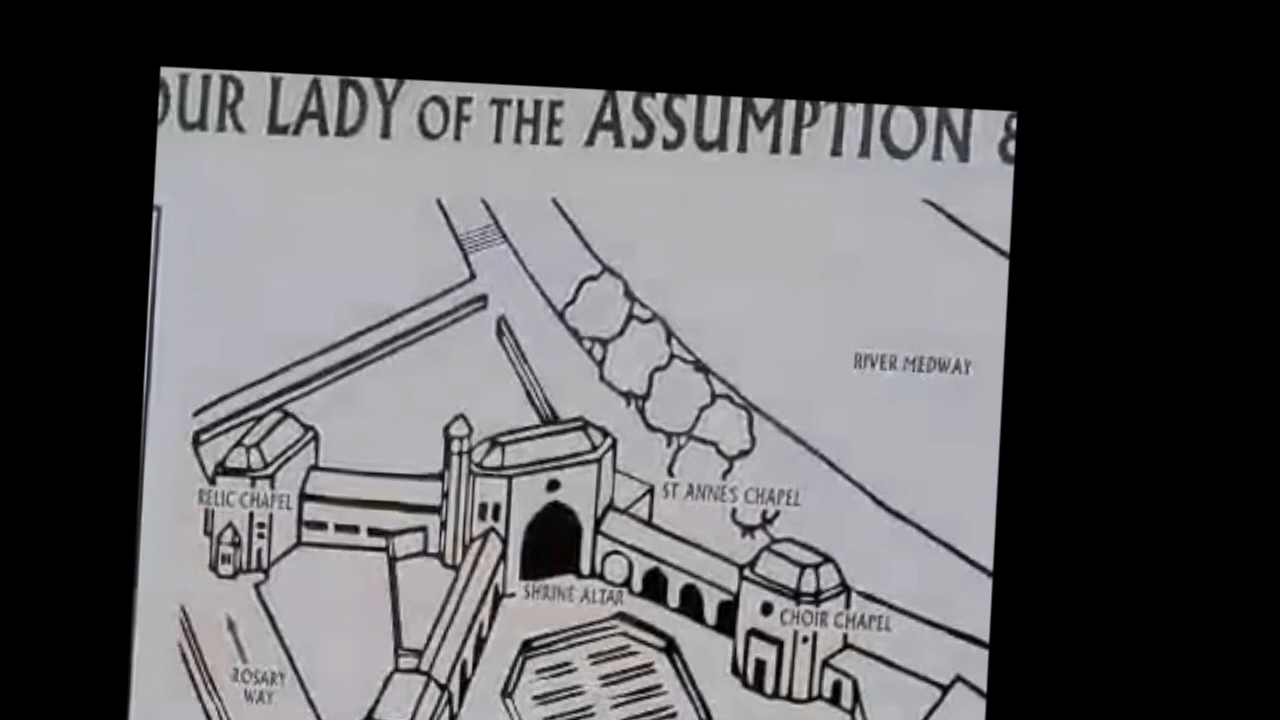 OUR LADY OF THE ASSUMPTION &
RIVER MEDWAY
ST ANNES CHAPEL
RELIC CHAPEL
SHRINE ALTAR
CHOIR CHAPEL
ROSARY
WAY